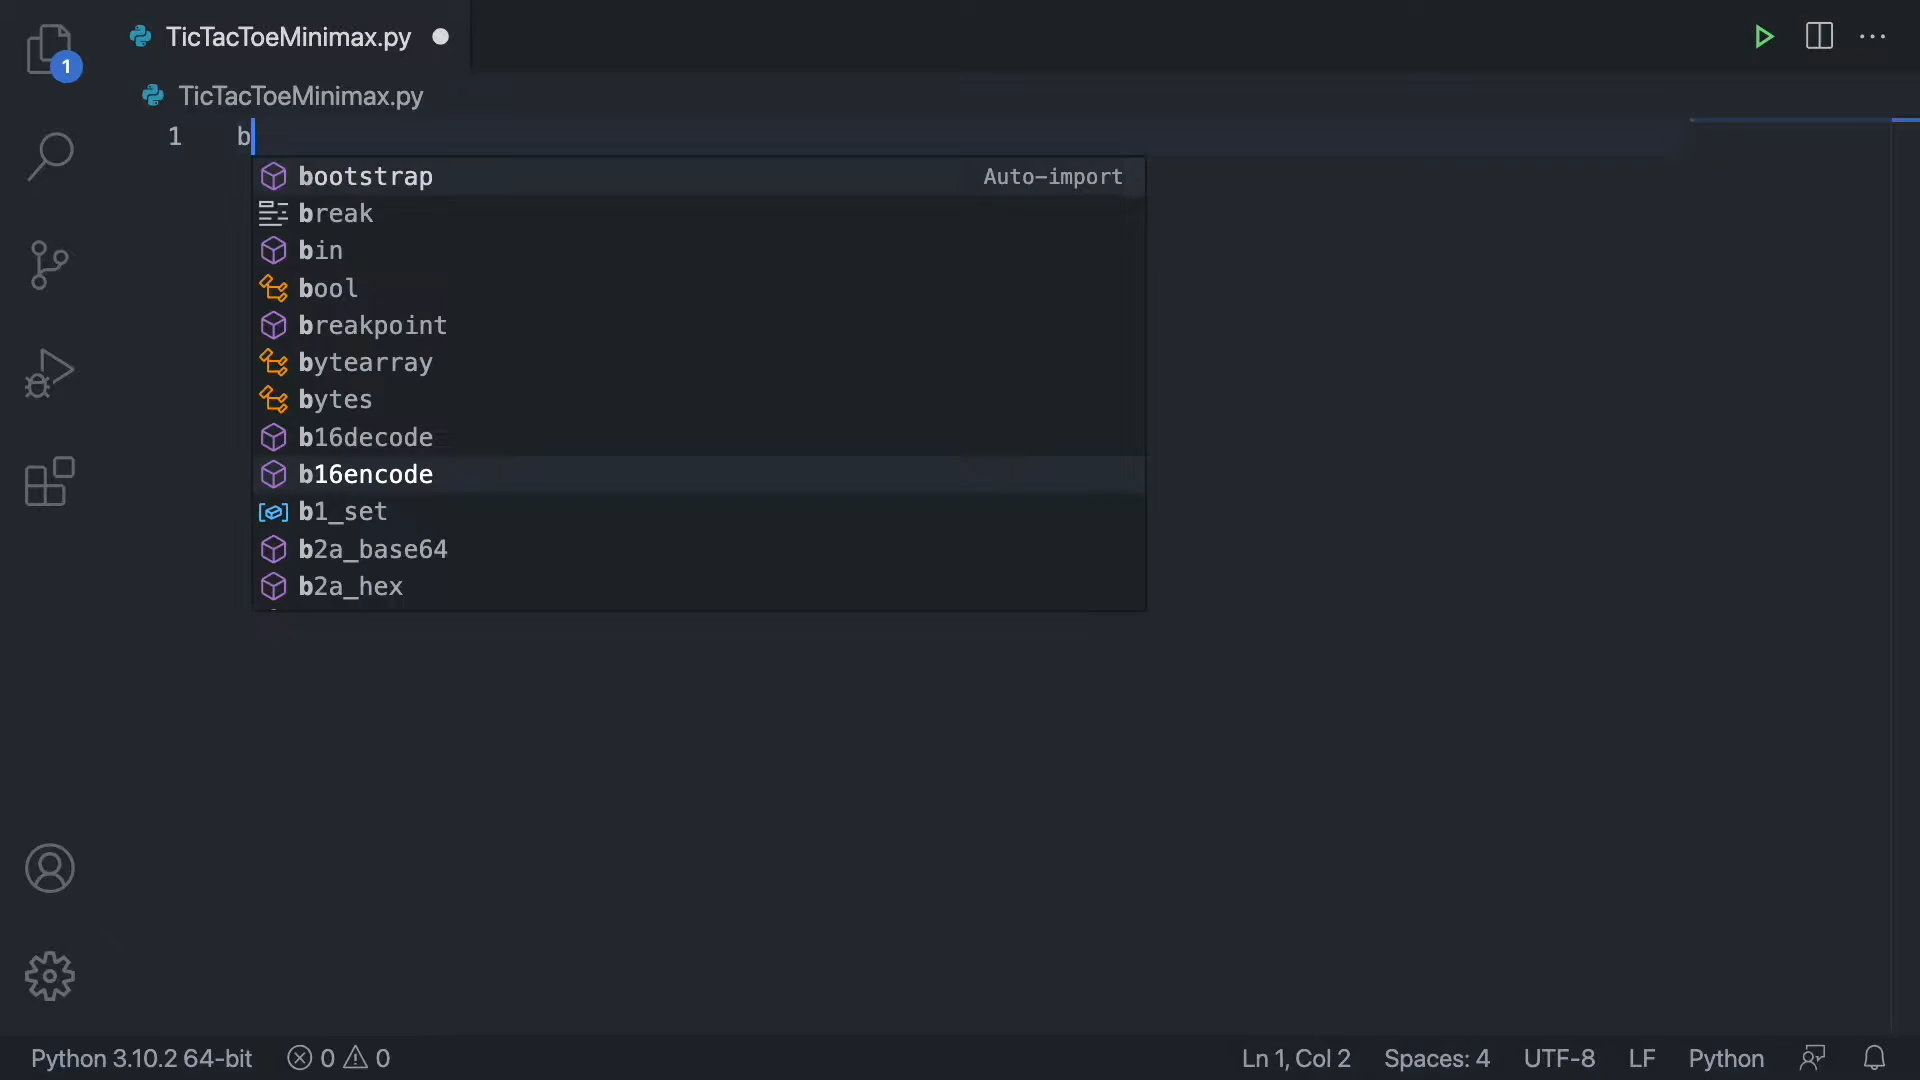 TicTacToeMinimax.py
1
TicTacToeMinimax.py
1 b
bootstrap Auto-import
break
bin
bool
breakpoint
bytearray
bytes
b16decode
b16encode
b1_set
b2a_base64
b2a_hex
Python 3.10.2 64-bit 0 0 Ln 1, Col 2 Spaces: 4 UTF-8 LF Python